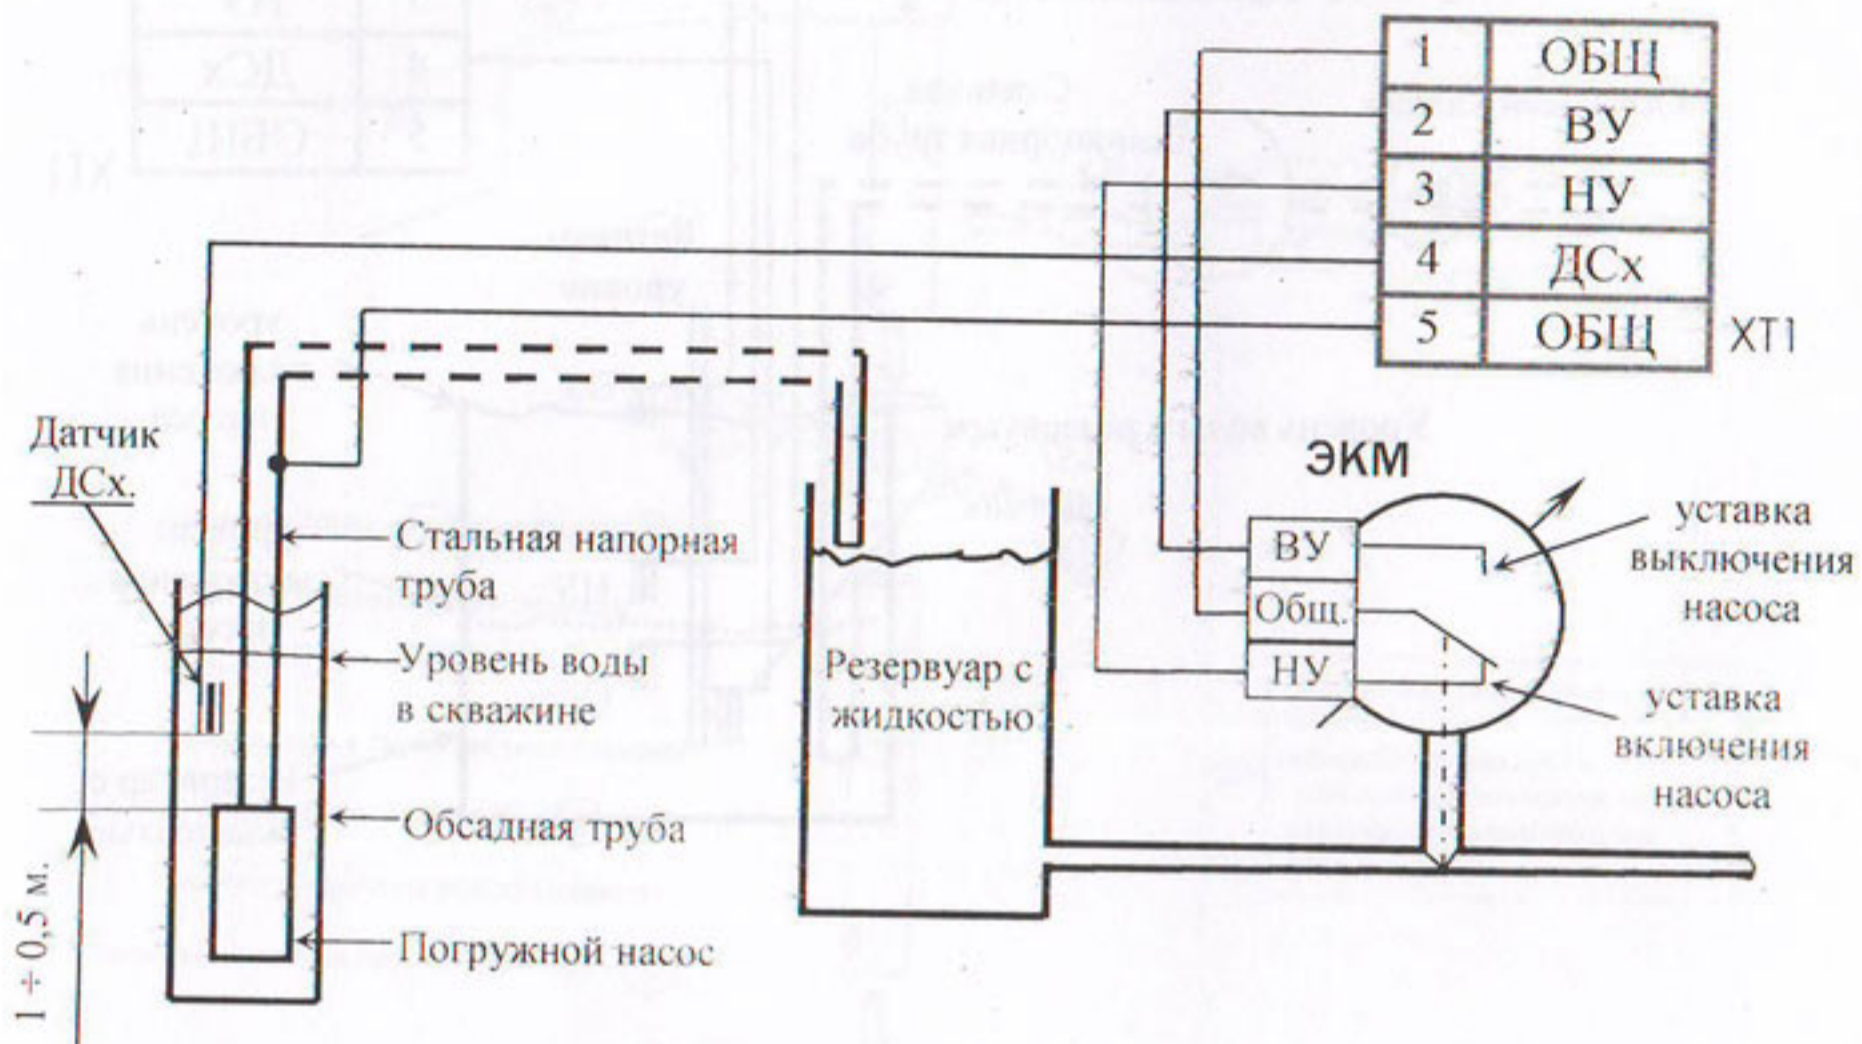 1 ОБЩ
2 ВУ
3 НУ
4 ДСх
5 ОБЩ
ХТ1
Датчик
ДСх.
Стальная напорная
труба
Уровень воды
в скважине
Обсадная труба
Погружной насос
1 ÷ 0,5 м.
Резервуар с
жидкостью
ЭКМ
ВУ
Общ.
НУ
уставка
выключения
насоса
уставка
включения
насоса